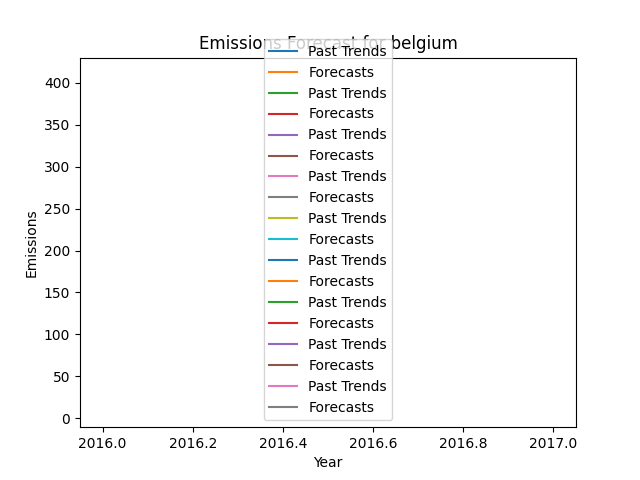 Emissions Forecast for belgium
Past Trends
Forecasts
Past Trends
Forecasts
Past Trends
Forecasts
Past Trends
Forecasts
Past Trends
Forecasts
Past Trends
Forecasts
Past Trends
Forecasts
Past Trends
Forecasts
Past Trends
Forecasts
400
350
300
250
200
150
100
50
0
Emissions
2016.0 2016.2 2016.4 2016.6 2016.8 2017.0
Year